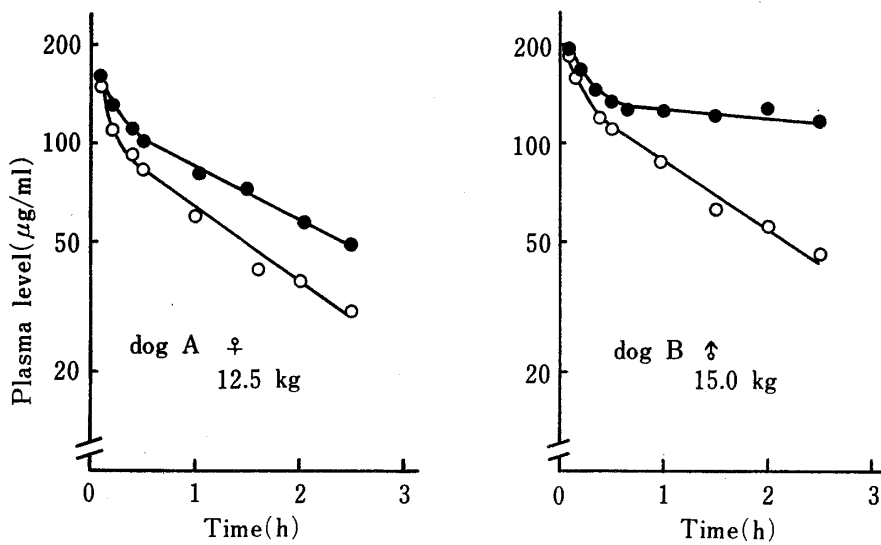 Plasma level(μg/ml)
200
100
50
20
dog A ♀
12.5 kg
0 1 2 3
Time(h)
200
100
50
20
dog B ♂
15.0 kg
0 1 2 3
Time(h)